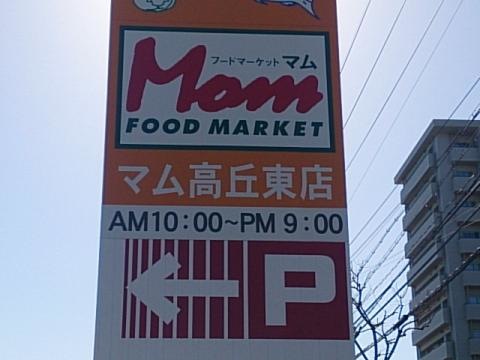 フードマーケット マム
Mom
FOOD MARKET
マム高丘東店
AM10:00~PM 9:00
P